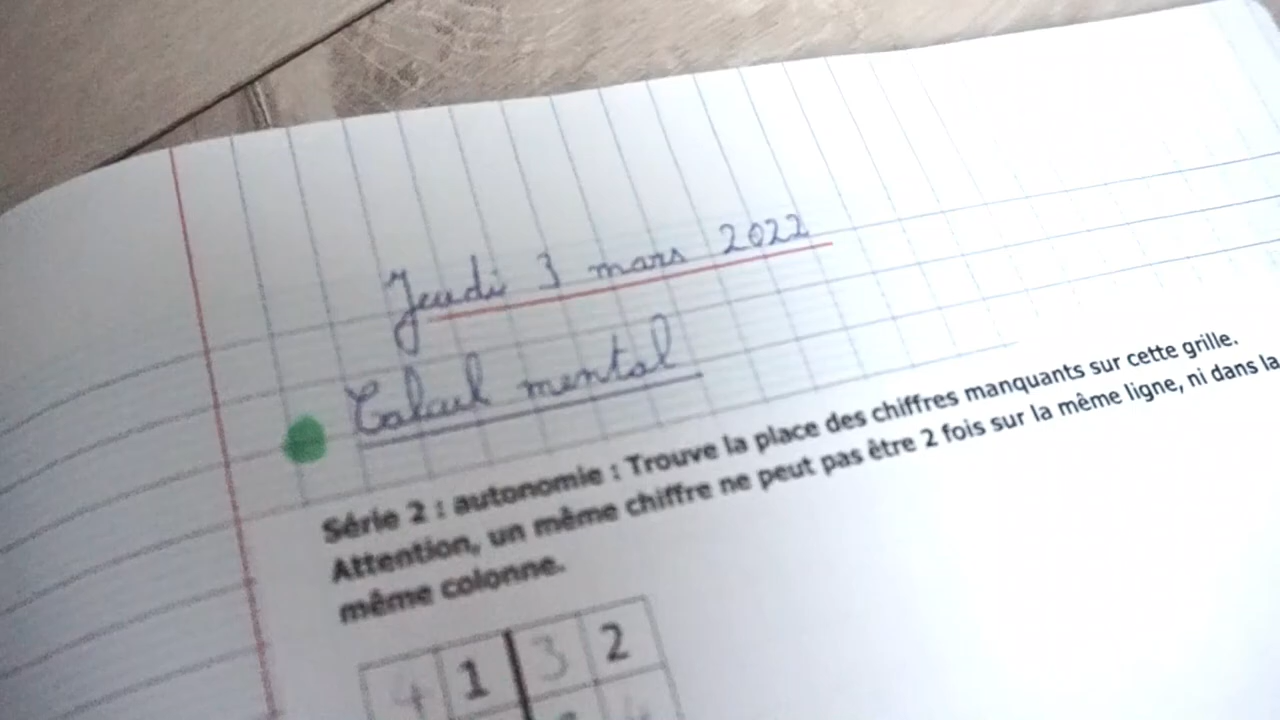 Jeudi 3 mars 2022
Calcul mental
Série 2 : autonomie : Trouve la place des chiffres manquants sur cette grille.
Attention, un même chiffre ne peut pas être 2 fois sur la même ligne, ni dans la
même colonne.
4 1 3 2